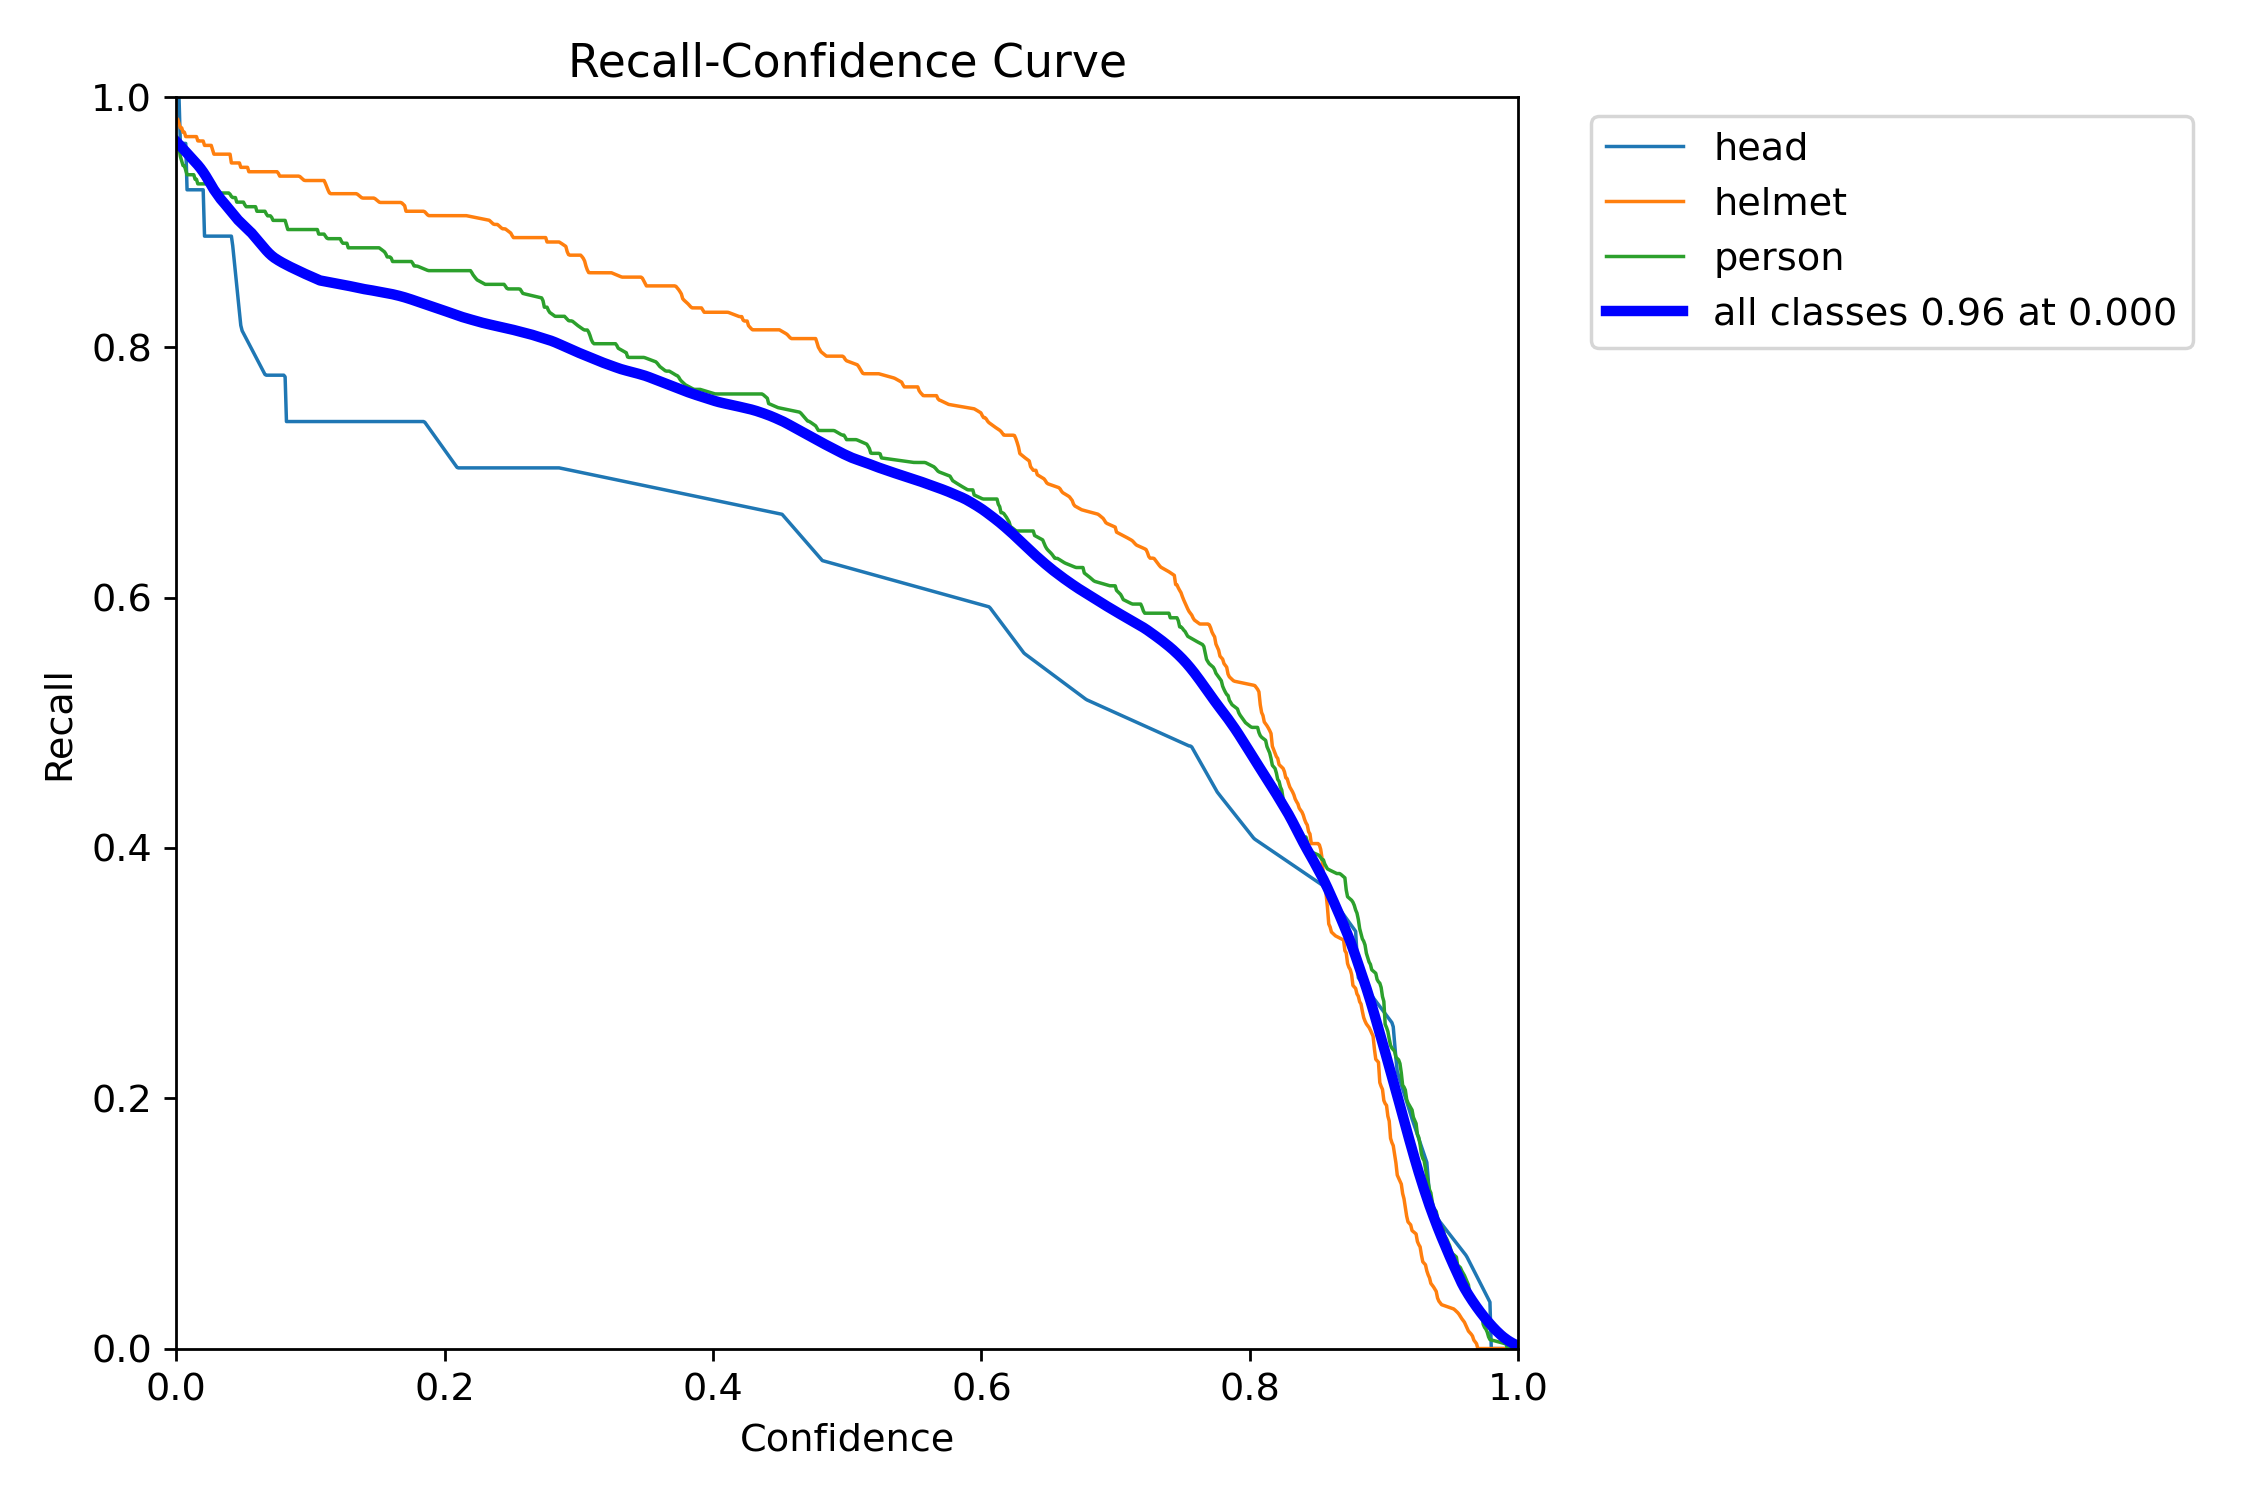 Recall-Confidence Curve
1.0
0.8
0.6
0.4
0.2
0.0
Recall
0.0 0.2 0.4 0.6 0.8 1.0
Confidence
head
helmet
person
all classes 0.96 at 0.000